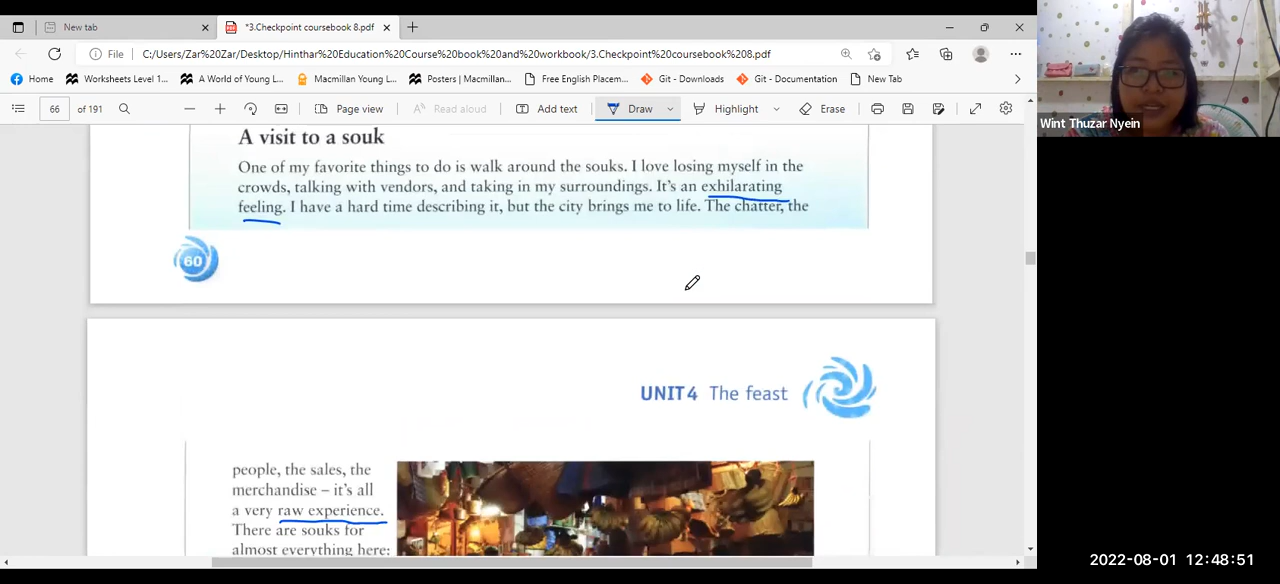 New tab
*3.Checkpoint coursebook 8.pdf
File
C:/Users/Zar%20Zar/Desktop/Hinthar%20Education%20Course%20book%20and%20workbook/3.Checkpoint%20coursebook%208.pdf
Home
Worksheets Level 1...
A World of Young L...
Macmillan Young L...
Posters | Macmillan...
Free English Placem...
Git - Downloads
Git - Documentation
New Tab
66 of 191
Page view
Read aloud
Add text
Draw
Highlight
Erase
Wint Thuzar Nyein
A visit to a souk
One of my favorite things to do is walk around the souks. I love losing myself in the
crowds, talking with vendors, and taking in my surroundings. It's an exhilarating
feeling. I have a hard time describing it, but the city brings me to life. The chatter, the
60
UNIT 4 The feast
people, the sales, the
merchandise – it's all
a very raw experience.
There are souks for
almost everything here:
2022-08-01 12:48:51